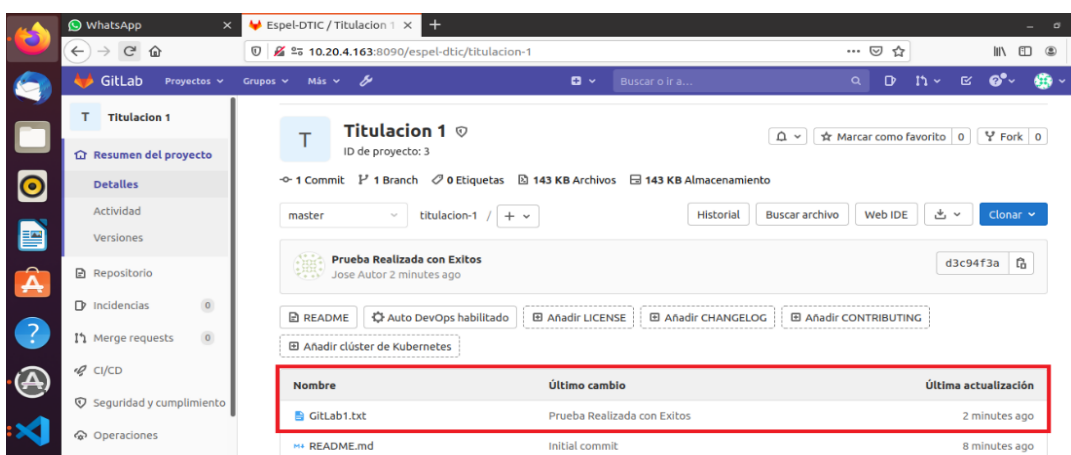 WhatsApp
Espel-DTIC / Titulacion 1
10.20.4.163:8090/espel-dtic/titulacion-1
GitLab Proyectos Grupos Más Buscar o ir a...
T Titulacion 1
Resumen del proyecto
Detalles
Actividad
Versiones
Repositorio
Incidencias 0
Merge requests 0
CI/CD
Seguridad y cumplimiento
Operaciones
T Titulacion 1
ID de proyecto: 3
Marcar como favorito 0 Fork 0
1 Commit 1 Branch 0 Etiquetas 143 KB Archivos 143 KB Almacenamiento
master titulacion-1 / + Historial Buscar archivo Web IDE Clonar
Prueba Realizada con Exitos
Jose Autor 2 minutes ago
d3c94f3a
README Auto DevOps habilitado Añadir LICENSE Añadir CHANGELOG Añadir CONTRIBUTING
Añadir clúster de Kubernetes
Nombre Último cambio Última actualización
GitLab1.txt Prueba Realizada con Exitos 2 minutes ago
README.md Initial commit 8 minutes ago